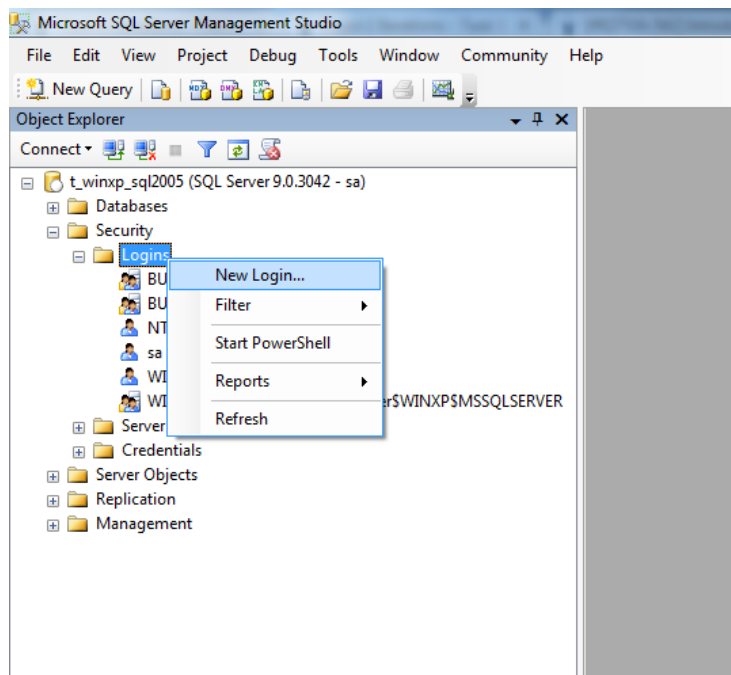 Microsoft SQL Server Management Studio
File Edit View Project Debug Tools Window Community Help
New Query
Object Explorer
Connect
t_winxp_sql2005 (SQL Server 9.0.3042 - sa)
Databases
Security
Logins
New Login...
BU
Filter
BU
NT
Start PowerShell
sa
WI
Reports
WI er$WINXP$MSSQLSERVER
Refresh
Server
Credentials
Server Objects
Replication
Management